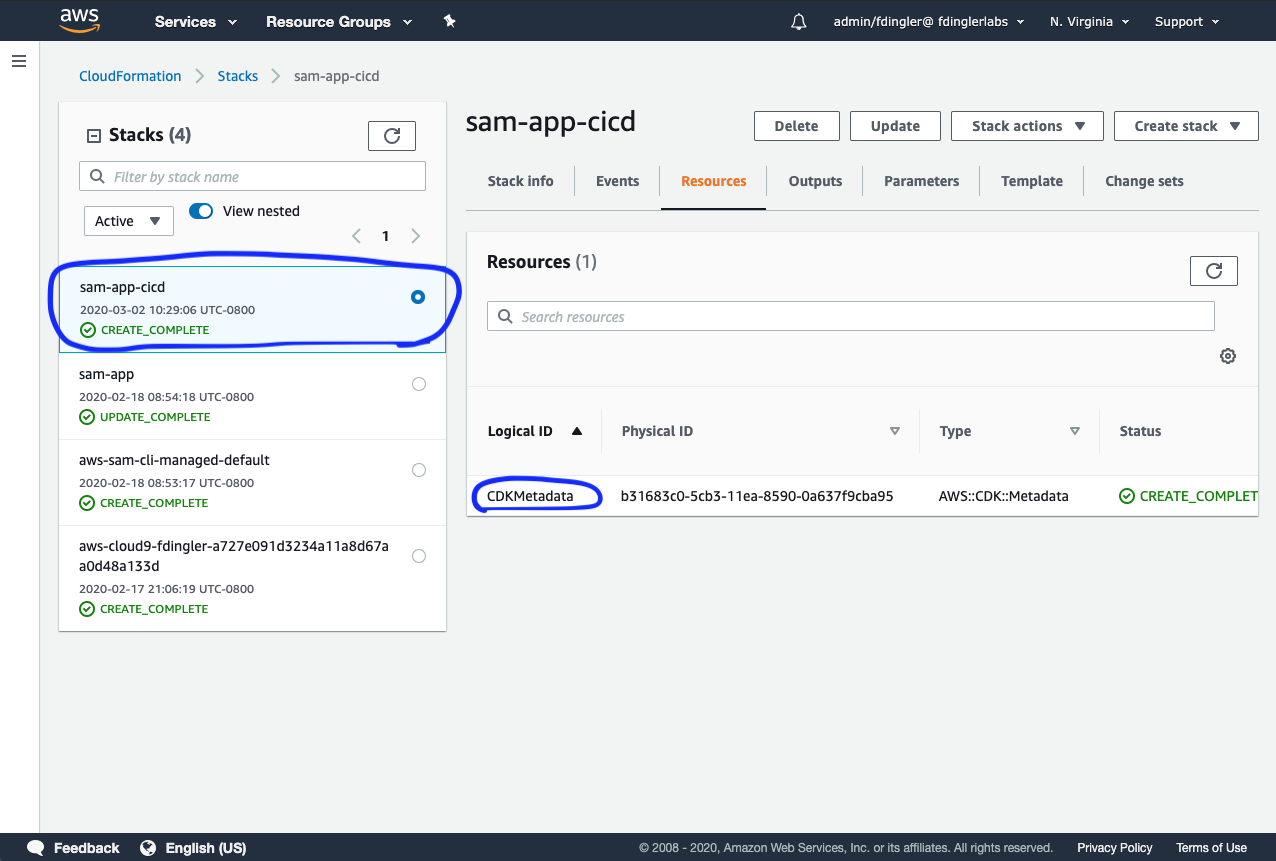 aws Services Resource Groups admin/fdingler@ fdinglerlabs N. Virginia Support
CloudFormation Stacks sam-app-cicd
Stacks (4)
Filter by stack name
Active View nested
1
sam-app-cicd
2020-03-02 10:29:06 UTC-0800
CREATE_COMPLETE
sam-app
2020-02-18 08:54:18 UTC-0800
UPDATE_COMPLETE
aws-sam-cli-managed-default
2020-02-18 08:53:17 UTC-0800
CREATE_COMPLETE
aws-cloud9-fdingler-a727e091d3234a11a8d67a
a0d48a133d
2020-02-17 21:06:19 UTC-0800
CREATE_COMPLETE
sam-app-cicd Delete Update Stack actions Create stack
Stack info Events Resources Outputs Parameters Template Change sets
Resources (1)
Search resources
Logical ID Physical ID Type Status
CDKMetadata b31683c0-5cb3-11ea-8590-0a637f9cba95 AWS::CDK::Metadata CREATE_COMPLET
Feedback English (US) © 2008 - 2020, Amazon Web Services, Inc. or its affiliates. All rights reserved. Privacy Policy Terms of Use